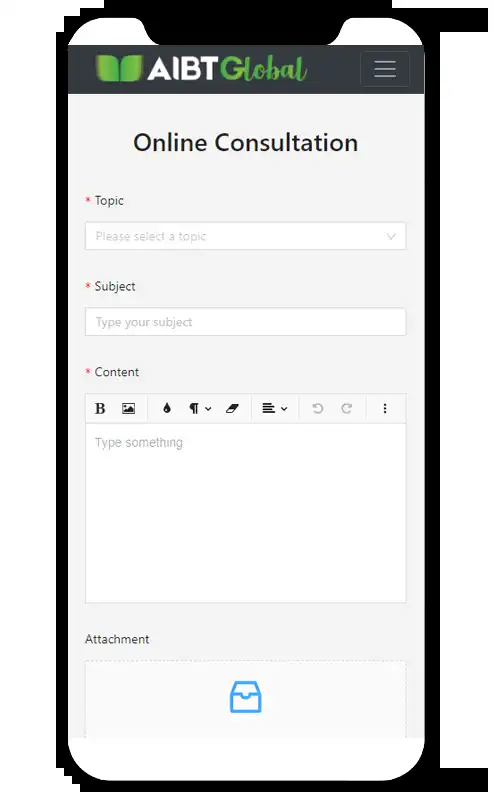 AIBT Global
Online Consultation
* Topic
Please select a topic
* Subject
Type your subject
* Content
B
Type something
Attachment